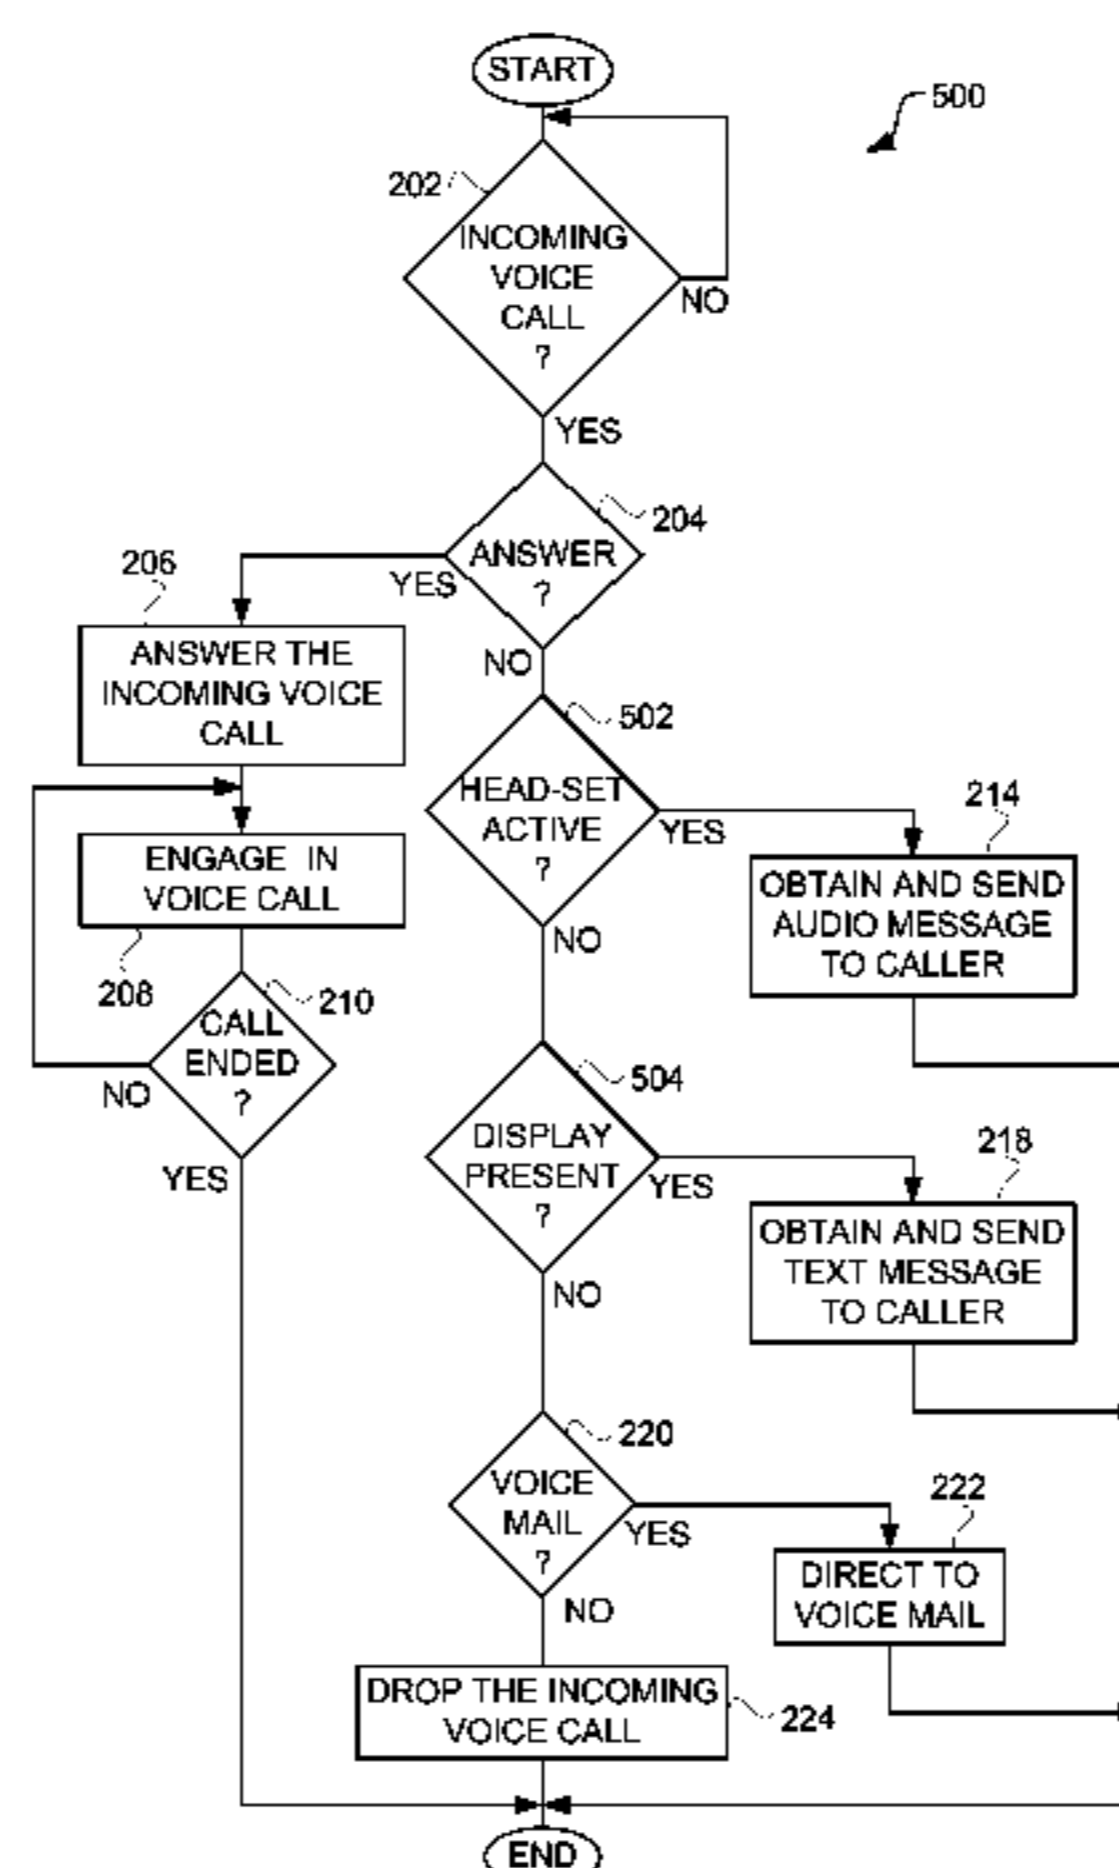 START
500
202
INCOMING
VOICE
CALL
?
NO
YES
204
ANSWER
?
YES
NO
206
ANSWER THE
INCOMING VOICE
CALL
502
HEAD-SET
ACTIVE
?
YES
NO
214
OBTAIN AND SEND
AUDIO MESSAGE
TO CALLER
ENGAGE IN
VOICE CALL
208
210
CALL
ENDED
?
NO
YES
504
DISPLAY
PRESENT
?
YES
NO
218
OBTAIN AND SEND
TEXT MESSAGE
TO CALLER
220
VOICE
MAIL
?
YES
NO
222
DIRECT TO
VOICE MAIL
DROP THE INCOMING
VOICE CALL
224
END